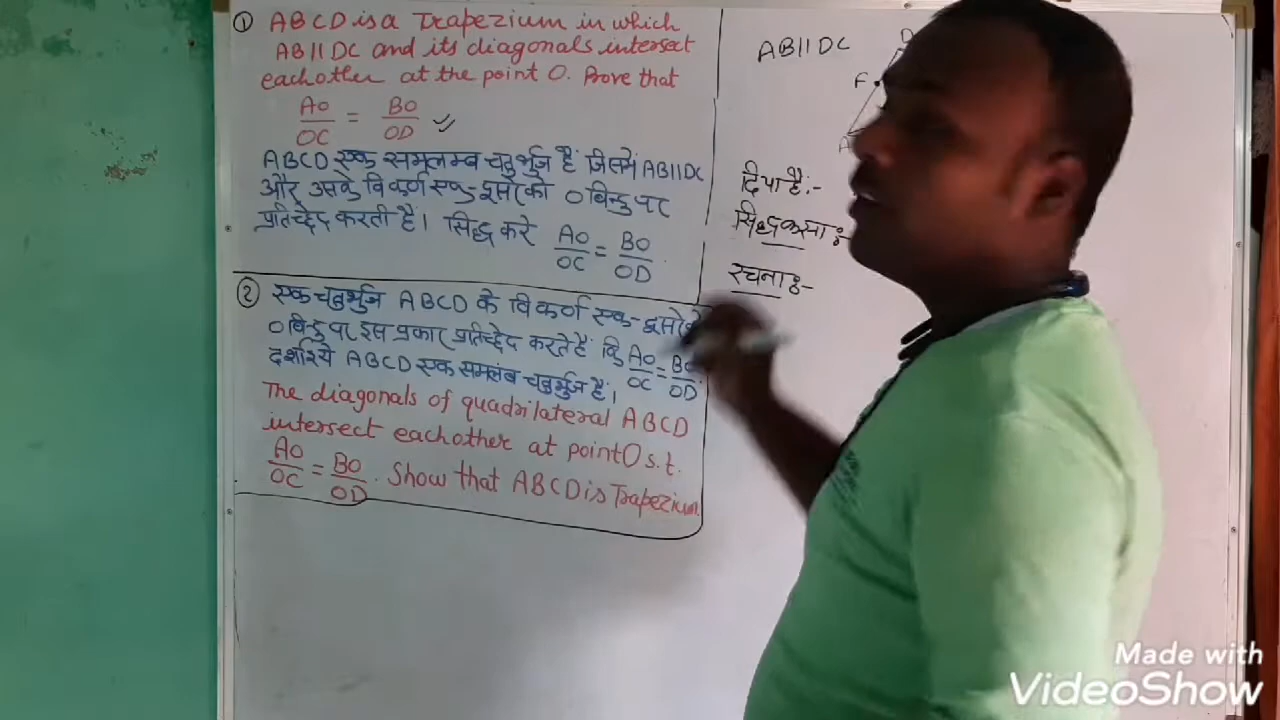 ① ABCD is a Trapezium in which
AB||DC and its diagonals intersect
eachother at the point O. Prove that
AO/OC = BO/OD
ABCD एक समलम्ब चतुर्भुज है जिसमें AB||DC
और उसके विकर्ण एक-दूसरे को O बिन्दु पर
प्रतिच्छेद करती है। सिद्ध करे AO/OC = BO/OD.
② एक चतुर्भुज ABCD के विकर्ण एक-दूसरे को
O बिन्दु पर इस प्रकार प्रतिच्छेद करते हैं कि AO/OC = BO/OD.
दर्शाइये ABCD एक समलंब चतुर्भुज है।
The diagonals of quadrilateral ABCD
intersect eachother at point O s.t.
AO/OC = BO/OD. Show that ABCD is Trapezium.
AB||DC
D
F
A
दिया है:-
सिद्ध करना:-
रचना:-
Made with
VideoShow